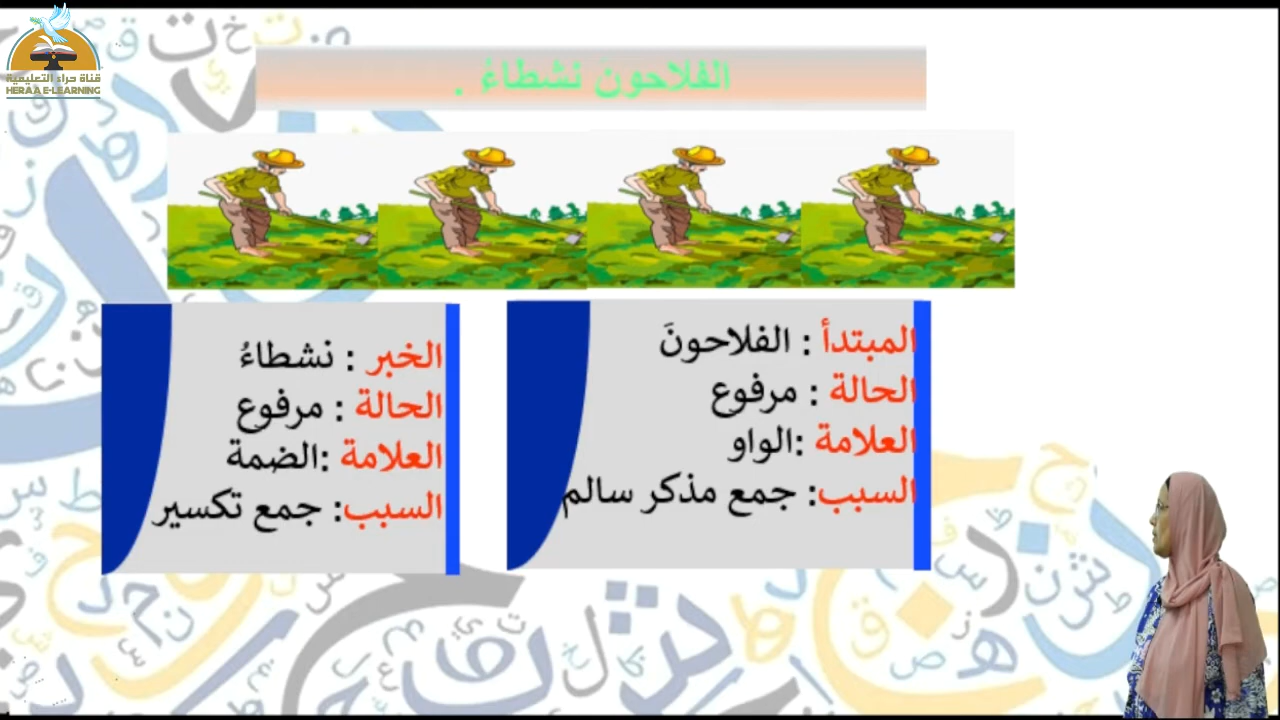 قناة حراء التعليمية
HERAA E-LEARNING
الفلاحون نشطاءُ .
المبتدأ : الفلاحونَ
الحالة : مرفوع
العلامة :الواو
السبب: جمع مذكر سالم
الخبر : نشطاءُ
الحالة : مرفوع
العلامة :الضمة
السبب: جمع تكسير